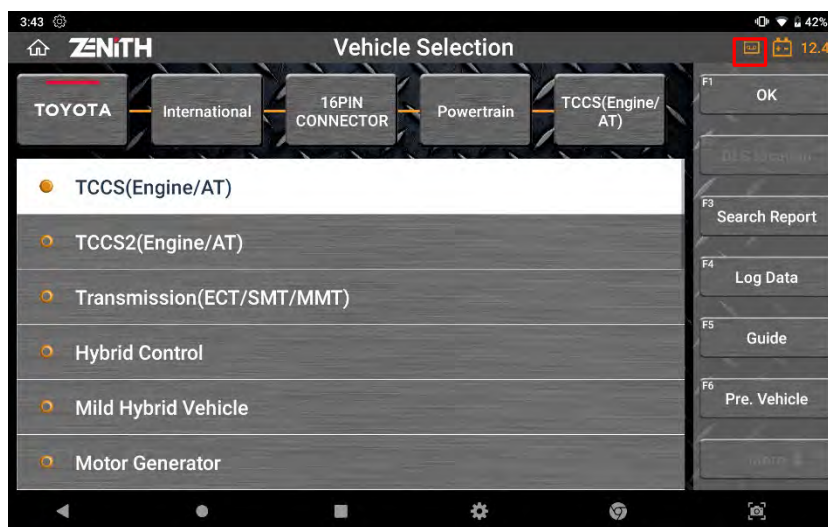 3:43
42%
ZENITH
Vehicle Selection
12.4
TOYOTA
International
16PIN
CONNECTOR
Powertrain
TCCS(Engine/
AT)
F1
OK
TCCS(Engine/AT)
F3
Search Report
TCCS2(Engine/AT)
F4
Log Data
Transmission(ECT/SMT/MMT)
F5
Guide
Hybrid Control
F6
Pre. Vehicle
Mild Hybrid Vehicle
Motor Generator